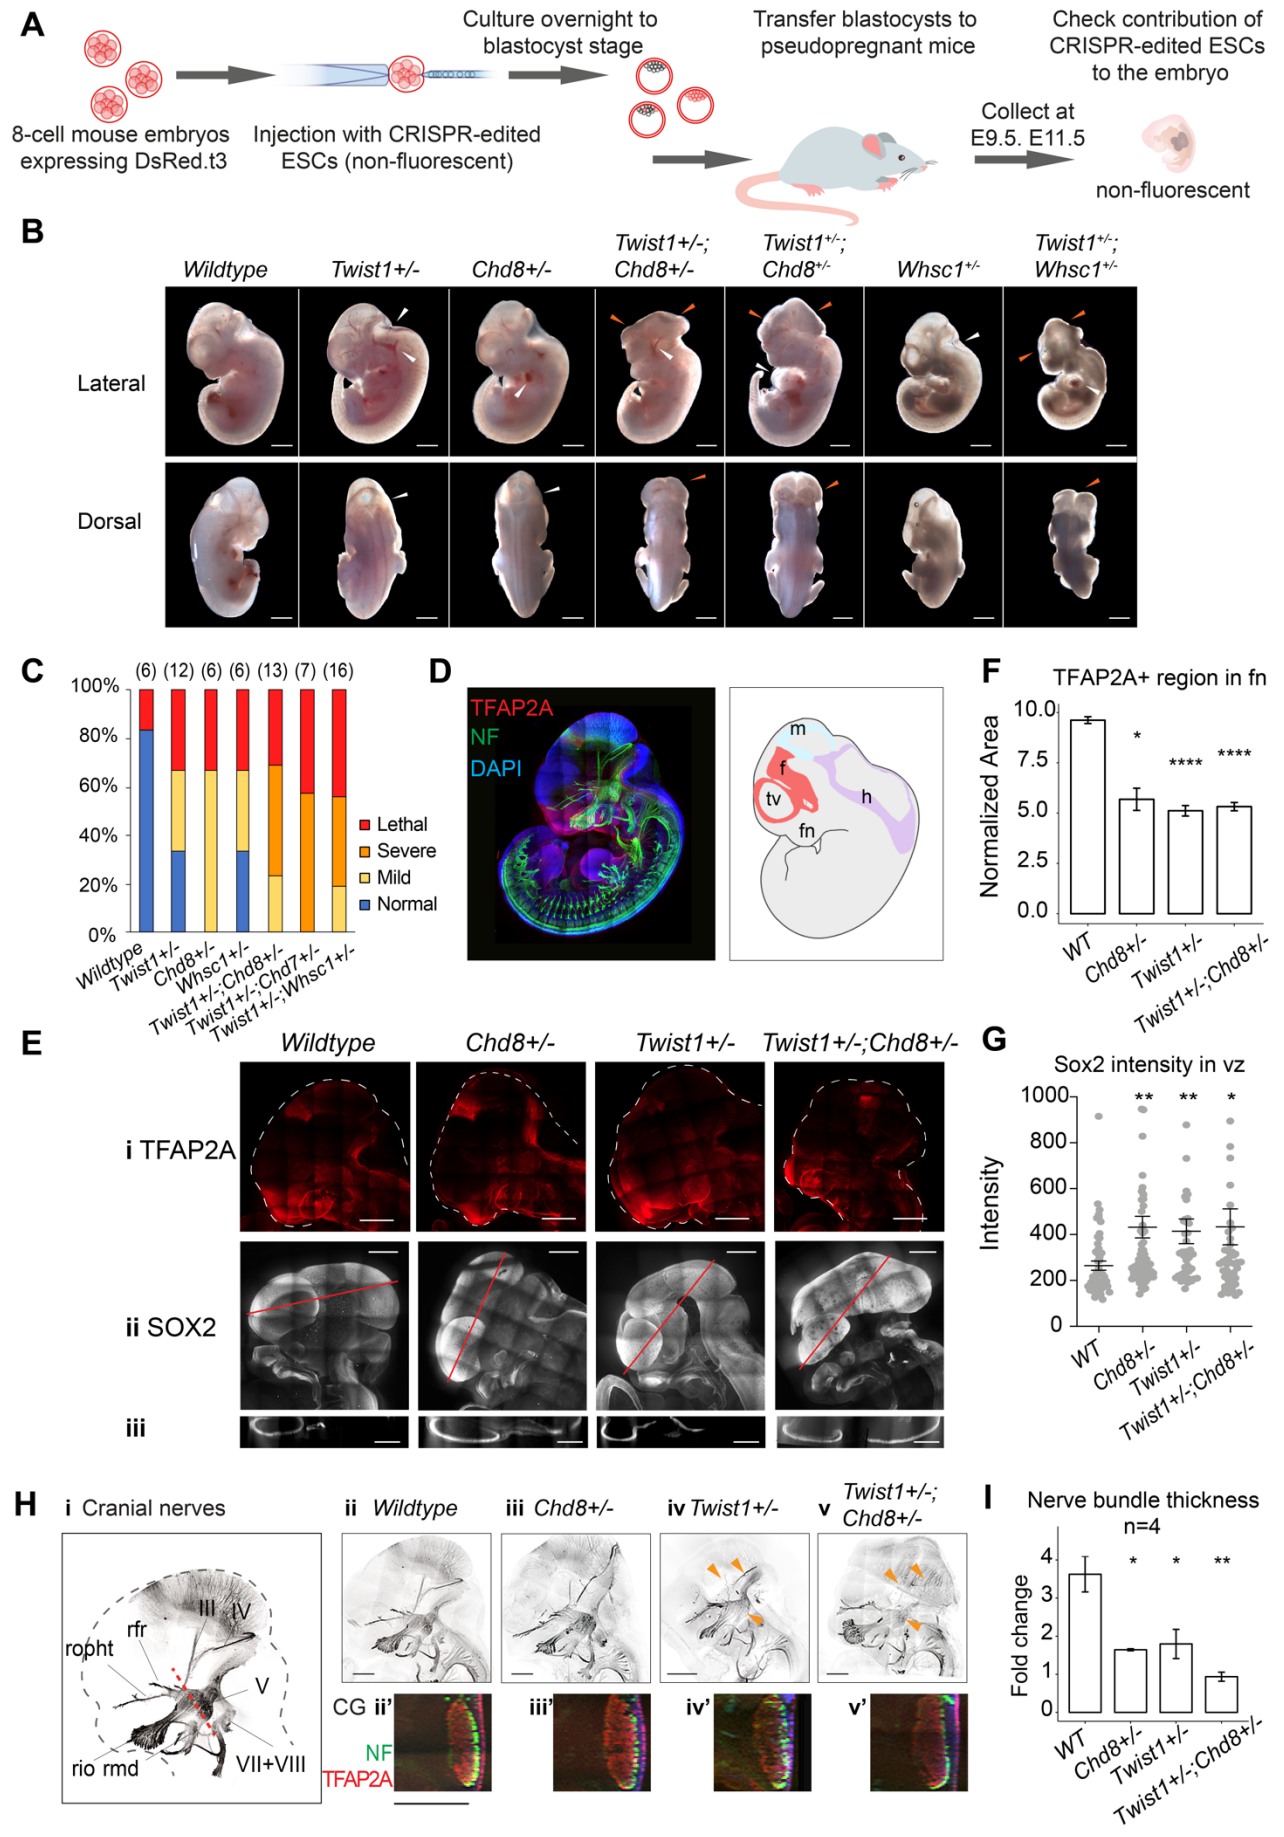 A
8-cell mouse embryos
expressing DsRed.t3
Injection with CRISPR-edited
ESCs (non-fluorescent)
Culture overnight to
blastocyst stage
Transfer blastocysts to
pseudopregnant mice
Collect at
E9.5. E11.5
Check contribution of
CRISPR-edited ESCs
to the embryo
non-fluorescent
B
Wildtype
Twist1+/-
Chd8+/-
Twist1+/-;
Chd8+/-
Twist1+/-;
Chd8+/-
Whsc1+/-
Twist1+/-;
Whsc1+/-
Lateral
Dorsal
C
(6) (12) (6) (6) (13) (7) (16)
100%
80%
60%
40%
20%
0%
Lethal
Severe
Mild
Normal
Wildtype
Twist1+/-
Chd8+/-
Whsc1+/-
Twist1+/-;Chd8+/-
Twist1+/-;Chd7+/-
Twist1+/-;Whsc1+/-
D
TFAP2A
NF
DAPI
m
f
tv
h
fn
F
TFAP2A+ region in fn
Normalized Area
10.0
5.0
2.5
0.0
*
****
****
WT
Chd8+/-
Twist1+/-
Twist1+/-;Chd8+/-
E
Wildtype
Chd8+/-
Twist1+/-
Twist1+/-;Chd8+/-
i TFAP2A
ii SOX2
iii
G
Sox2 intensity in vz
Intensity
1000
800
600
400
200
0
**
**
*
WT
Chd8+/-
Twist1+/-
Twist1+/-;Chd8+/-
H
i Cranial nerves
III
IV
rfr
ropht
V
rio
rmd
VII+VIII
ii Wildtype
iii Chd8+/-
iv Twist1+/-
v Twist1+/-;
Chd8+/-
CG
ii'
iii'
iv'
v'
NF
TFAP2A
I
Nerve bundle thickness
n=4
Fold change
4
3
2
1
0
*
*
**
WT
Chd8+/-
Twist1+/-
Twist1+/-;Chd8+/-